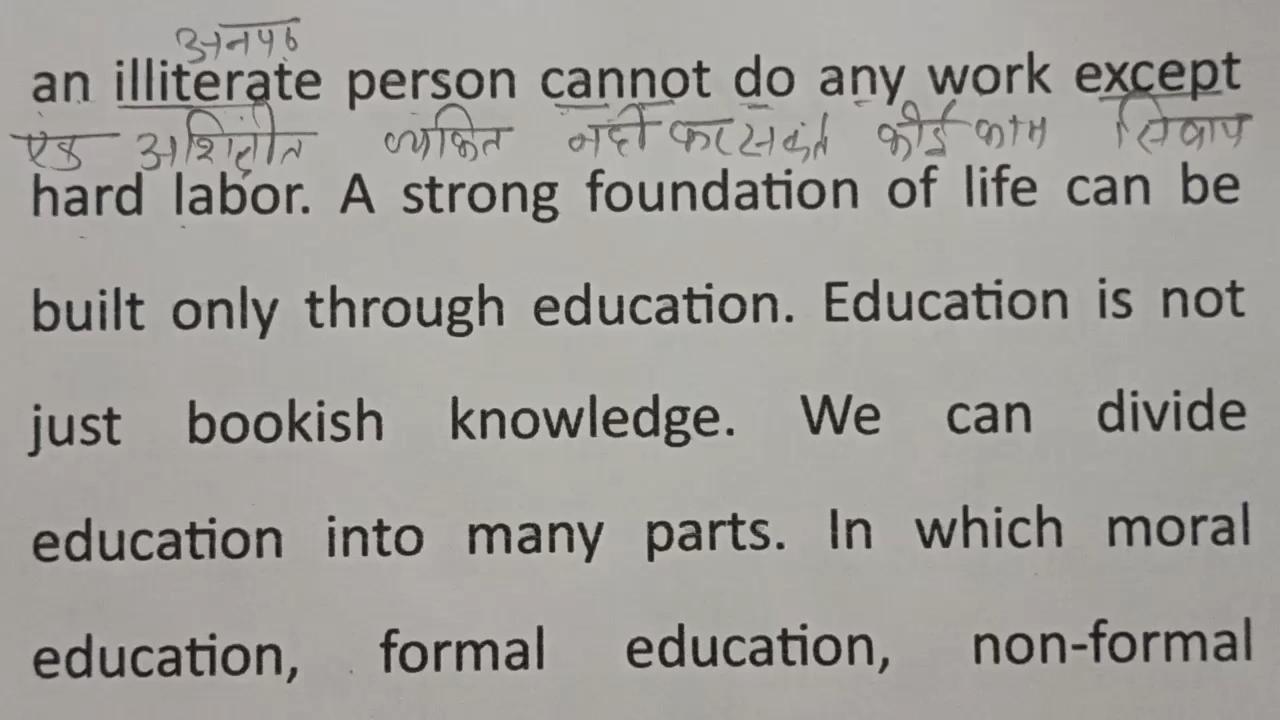 अनपढ
an illiterate person cannot do any work except
एक अशिक्षीत व्यकित नही कर सकते कोई काम सिवाय
hard labor. A strong foundation of life can be
built only through education. Education is not
just bookish knowledge. We can divide
education into many parts. In which moral
education, formal education, non-formal